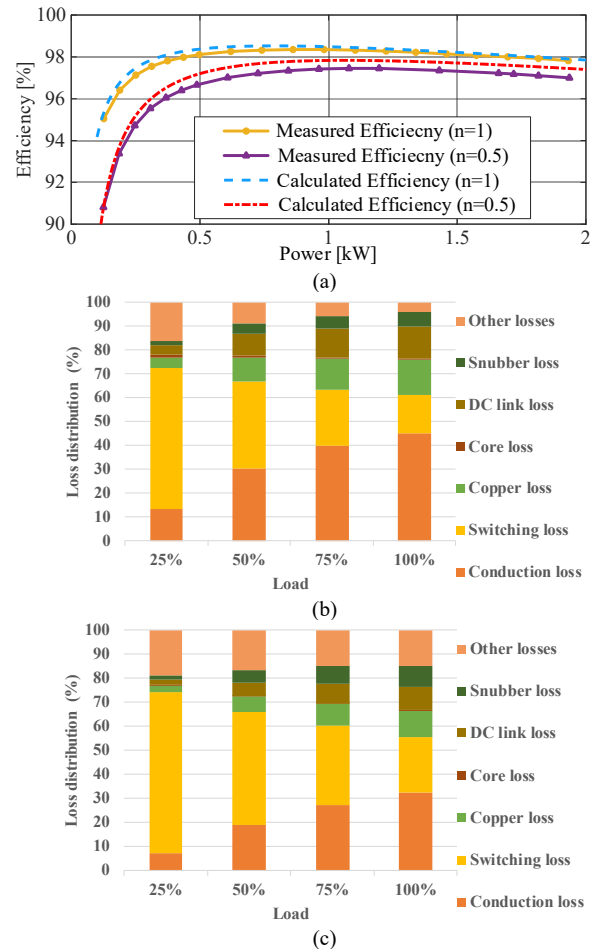 100
98
96
94
92
90
Efficiency [%]
Measured Efficiecny (n=1)
Measured Efficiecny (n=0.5)
Calculated Efficiency (n=1)
Calculated Efficiency (n=0.5)
0 0.5 1 1.5 2
Power [kW]
(a)
100
90
80
70
60
50
40
30
20
10
0
Loss distribution (%)
25% 50% 75% 100%
Load
Other losses
Snubber loss
DC link loss
Core loss
Copper loss
Switching loss
Conduction loss
(b)
100
90
80
70
60
50
40
30
20
10
0
Loss distribution (%)
25% 50% 75% 100%
Load
Other losses
Snubber loss
DC link loss
Core loss
Copper loss
Switching loss
Conduction loss
(c)